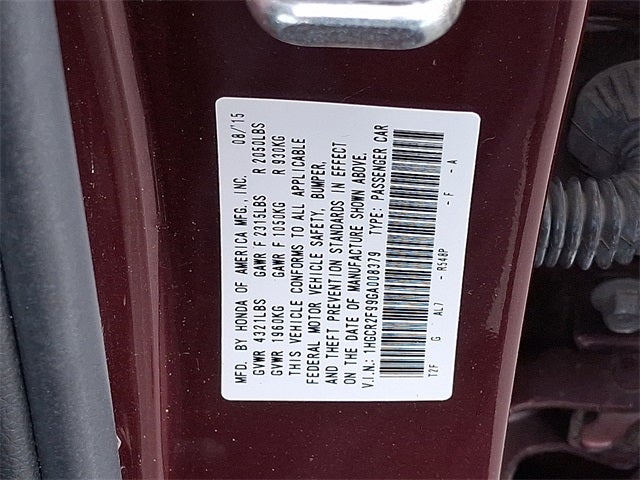 MFD. BY HONDA OF AMERICA MFG., INC. 08/15
GVWR 4321LBS GAWR F 2315LBS R 2050LBS
GVWR 1960KG GAWR F 1050KG R 930KG
THIS VEHICLE CONFORMS TO ALL APPLICABLE
FEDERAL MOTOR VEHICLE SAFETY, BUMPER,
AND THEFT PREVENTION STANDARDS IN EFFECT
ON THE DATE OF MANUFACTURE SHOWN ABOVE.
V.I.N.: 1HGCR2F99GA008379 TYPE: PASSENGER CAR
T2F G AL7 - R548P - F - A